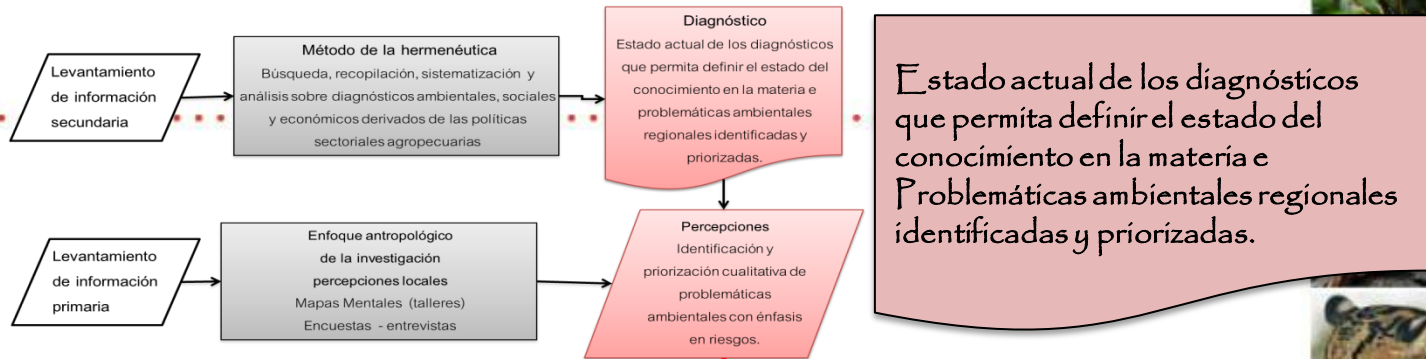 Levantamiento
de información
secundaria
Método de la hermenéutica
Búsqueda, recopilación, sistematización y
análisis sobre diagnósticos ambientales, sociales
y económicos derivados de las políticas
sectoriales agropecuarias
Diagnóstico
Estado actual de los diagnósticos
que permita definir el estado del
conocimiento en la materia e
problemáticas ambientales
regionales identificadas y
priorizadas.
Levantamiento
de información
primaria
Enfoque antropológico
de la investigación
percepciones locales
Mapas Mentales (talleres)
Encuestas - entrevistas
Percepciones
Identificación y
priorización cualitativa de
problemáticas
ambientales con énfasis
en riesgos.
Estado actual de los diagnósticos
que permita definir el estado del
conocimiento en la materia e
Problemáticas ambientales regionales
identificadas y priorizadas.